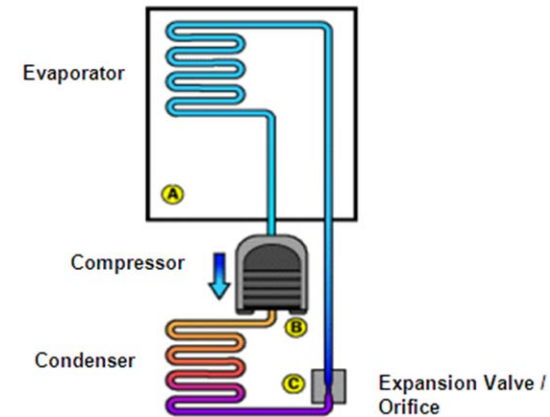 Evaporator
A
Compressor
B
Condenser
C
Expansion Valve /
Orifice